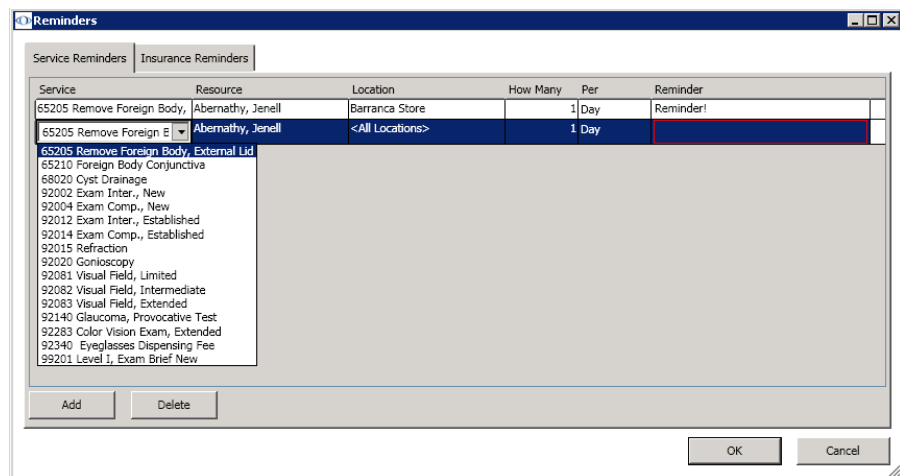 Reminders
Service Reminders Insurance Reminders
Service Resource Location How Many Per Reminder
65205 Remove Foreign Body, Abernathy, Jenell Barranca Store 1 Day Reminder!
65205 Remove Foreign E Abernathy, Jenell <All Locations> 1 Day
65205 Remove Foreign Body, External Lid
65210 Foreign Body Conjunctiva
68020 Cyst Drainage
92002 Exam Inter., New
92004 Exam Comp., New
92012 Exam Inter., Established
92014 Exam Comp., Established
92015 Refraction
92020 Gonioscopy
92081 Visual Field, Limited
92082 Visual Field, Intermediate
92083 Visual Field, Extended
92140 Glaucoma, Provocative Test
92283 Color Vision Exam, Extended
92340 Eyeglasses Dispensing Fee
99201 Level I, Exam Brief New
Add Delete
OK Cancel